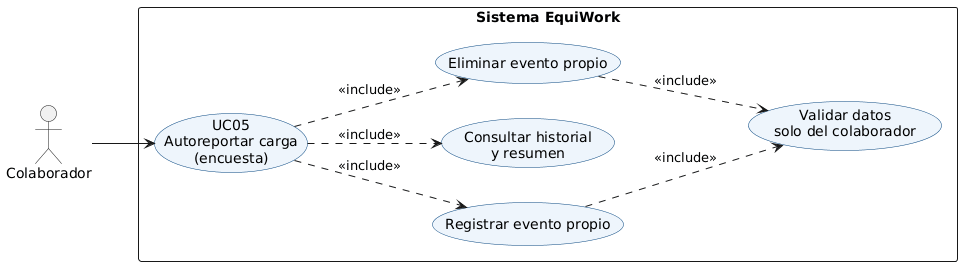 Sistema EquiWork
Eliminar evento propio
«include»
«include»
UC05
Autoreportar carga
(encuesta)
«include»
Consultar historial
y resumen
Validar datos
solo del colaborador
«include»
«include»
Colaborador
Registrar evento propio